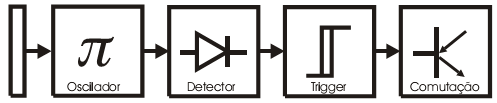 π
Oscilador
Detector
Trigger
Comutação